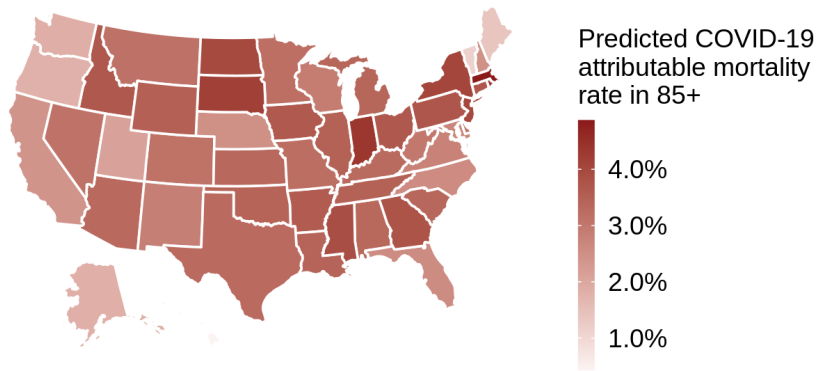 Predicted COVID-19
attributable mortality
rate in 85+
4.0%
3.0%
2.0%
1.0%